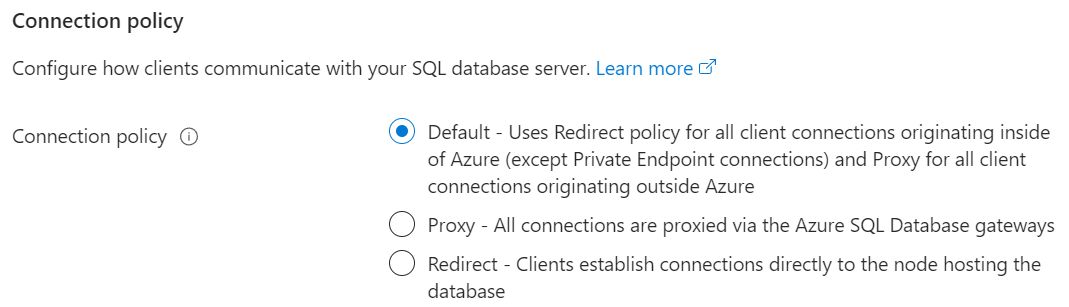 Connection policy
Configure how clients communicate with your SQL database server. Learn more
Connection policy
Default - Uses Redirect policy for all client connections originating inside
of Azure (except Private Endpoint connections) and Proxy for all client
connections originating outside Azure
Proxy - All connections are proxied via the Azure SQL Database gateways
Redirect - Clients establish connections directly to the node hosting the
database